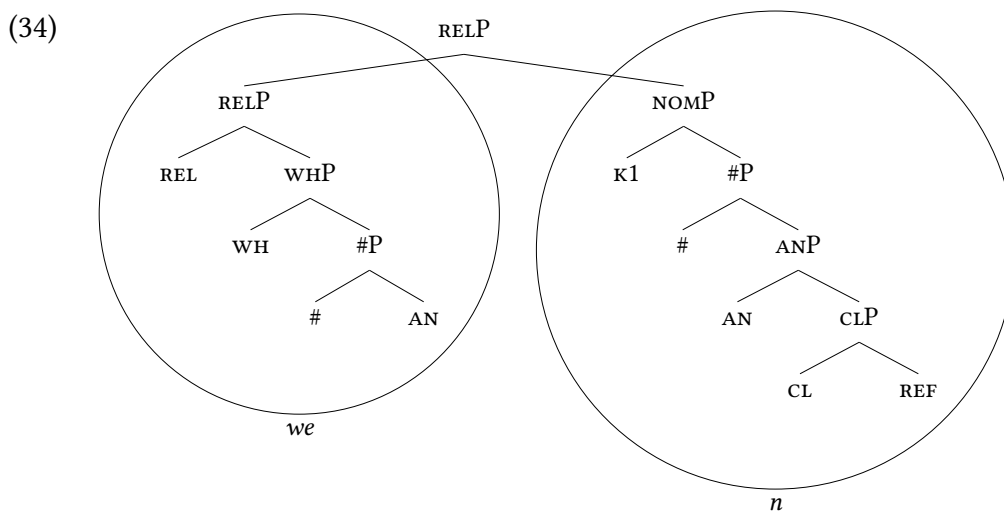 (34)
RELP
RELP NOMP
REL WHP K1 #P
WH #P # ANP
# AN AN CLP
CL REF
we
n